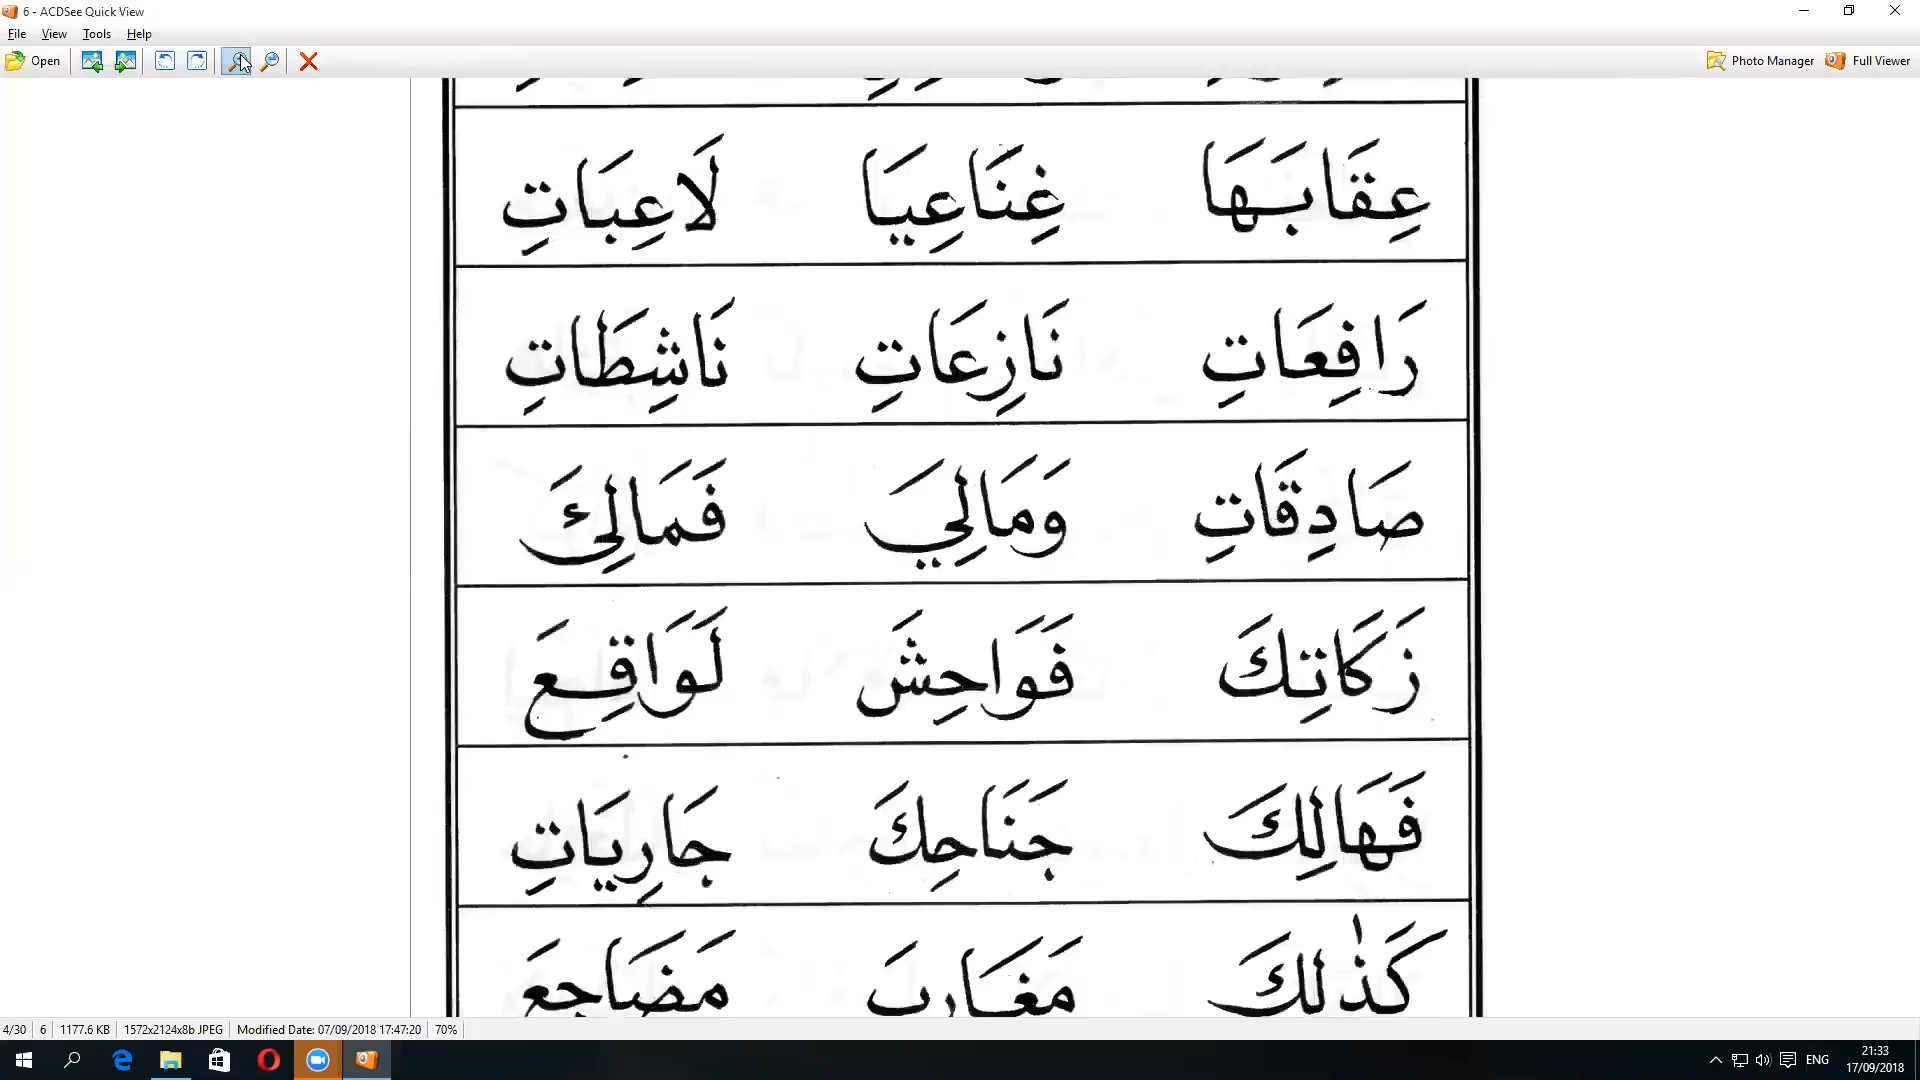 6 - ACDSee Quick View
File View Tools Help
Open Photo Manager Full Viewer
عِقَابَهَا غِنَاعِيَا لَاعِبَاتِ
رَافِعَاتِ نَازِعَاتِ نَاشِطَاتِ
صَادِقَاتِ وَمَالِيَ فَمَالِئَ
زَكَاتِكَ فَوَاحِشَ لَوَاقِعَ
فَهَالِكَ جَنَاحِكَ جَارِيَاتِ
كَذٰلِكَ مَغَارِبَ مَضَاجِعَ
4/30 6 1177.6 KB 1572x2124x8b JPEG Modified Date: 07/09/2018 17:47:20 70%
ENG 21:33
17/09/2018